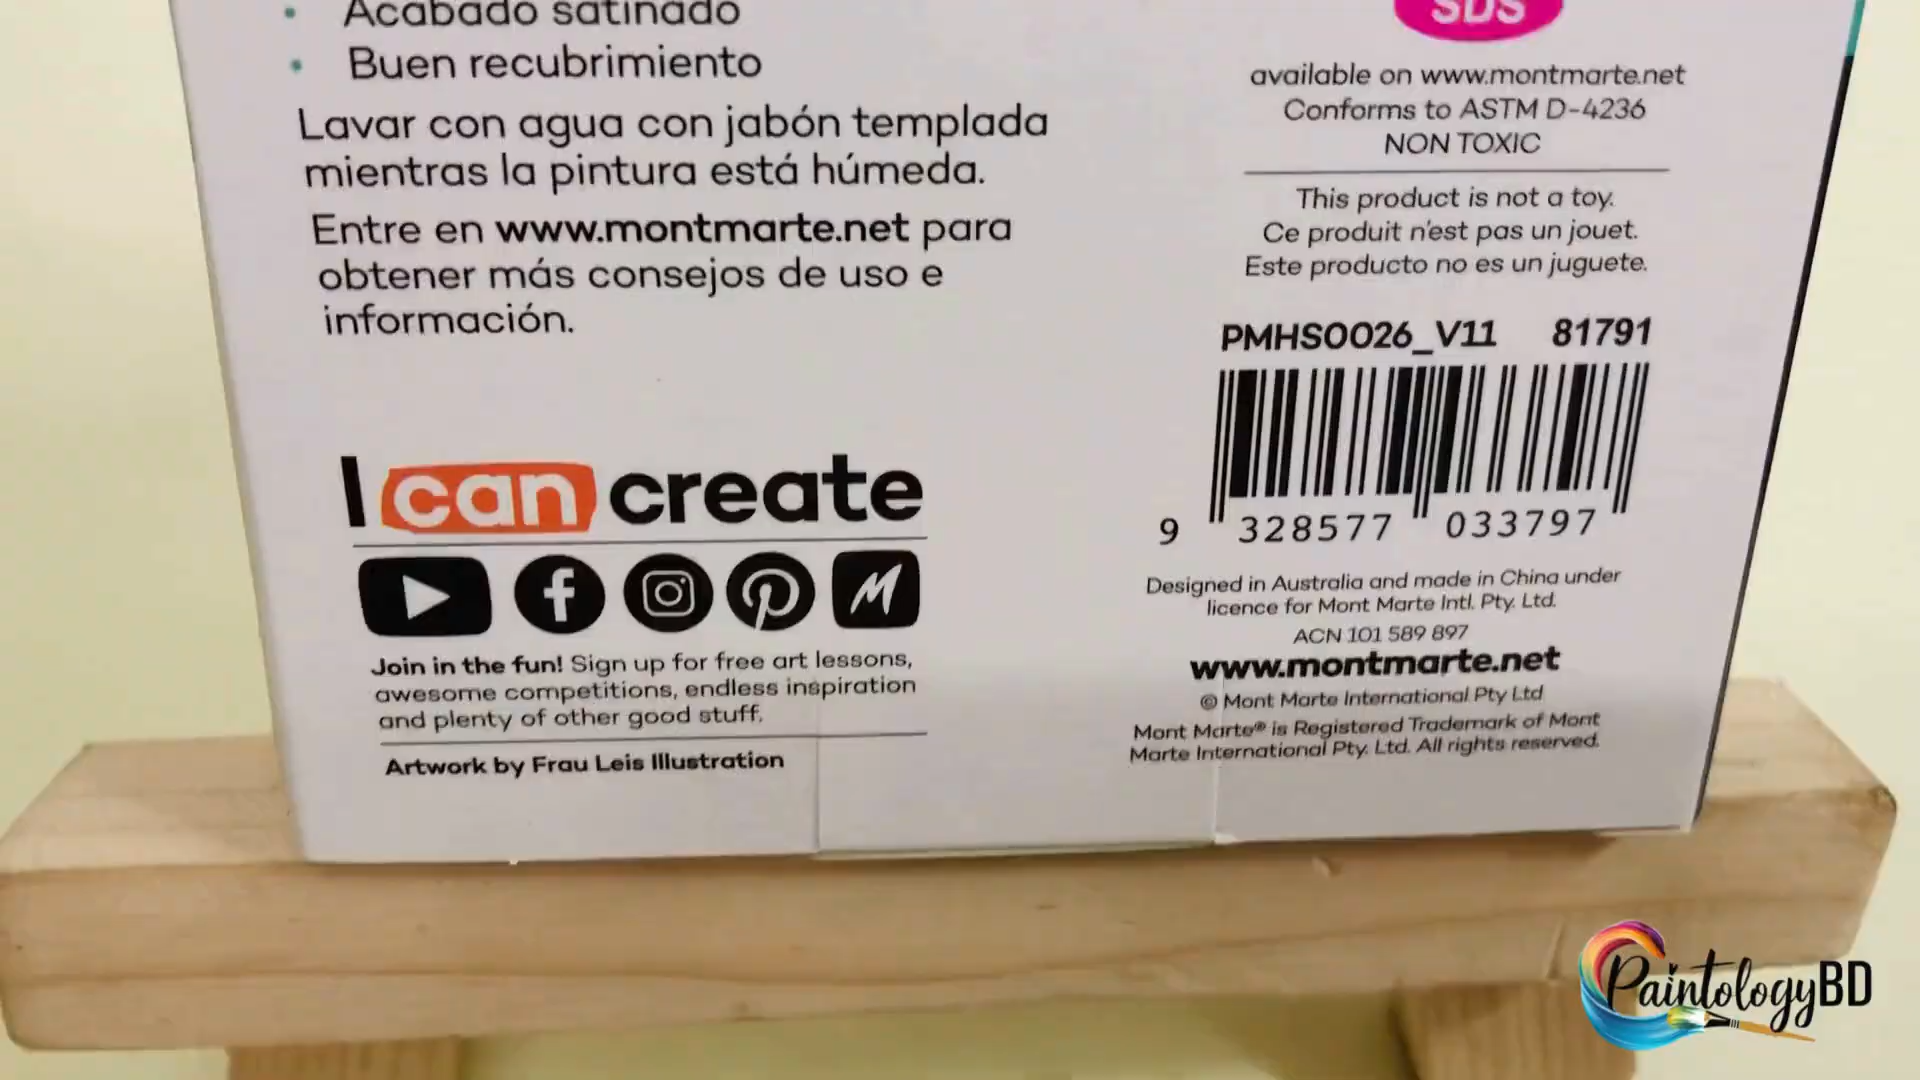 Acabado satinado
Buen recubrimiento
Lavar con agua con jabón templada
mientras la pintura está húmeda.
Entre en www.montmarte.net para
obtener más consejos de uso e
información.
I can create
Join in the fun! Sign up for free art lessons,
awesome competitions, endless inspiration
and plenty of other good stuff.
Artwork by Frau Leis Illustration
SDS
available on www.montmarte.net
Conforms to ASTM D-4236
NON TOXIC
This product is not a toy.
Ce produit n'est pas un jouet.
Este producto no es un juguete.
PMHS0026_V11 81791
9 328577 033797
Designed in Australia and made in China under
licence for Mont Marte Intl. Pty. Ltd.
ACN 101 589 897
www.montmarte.net
© Mont Marte International Pty Ltd
Mont Marte® is Registered Trademark of Mont
Marte International Pty. Ltd. All rights reserved.
PaintologyBD